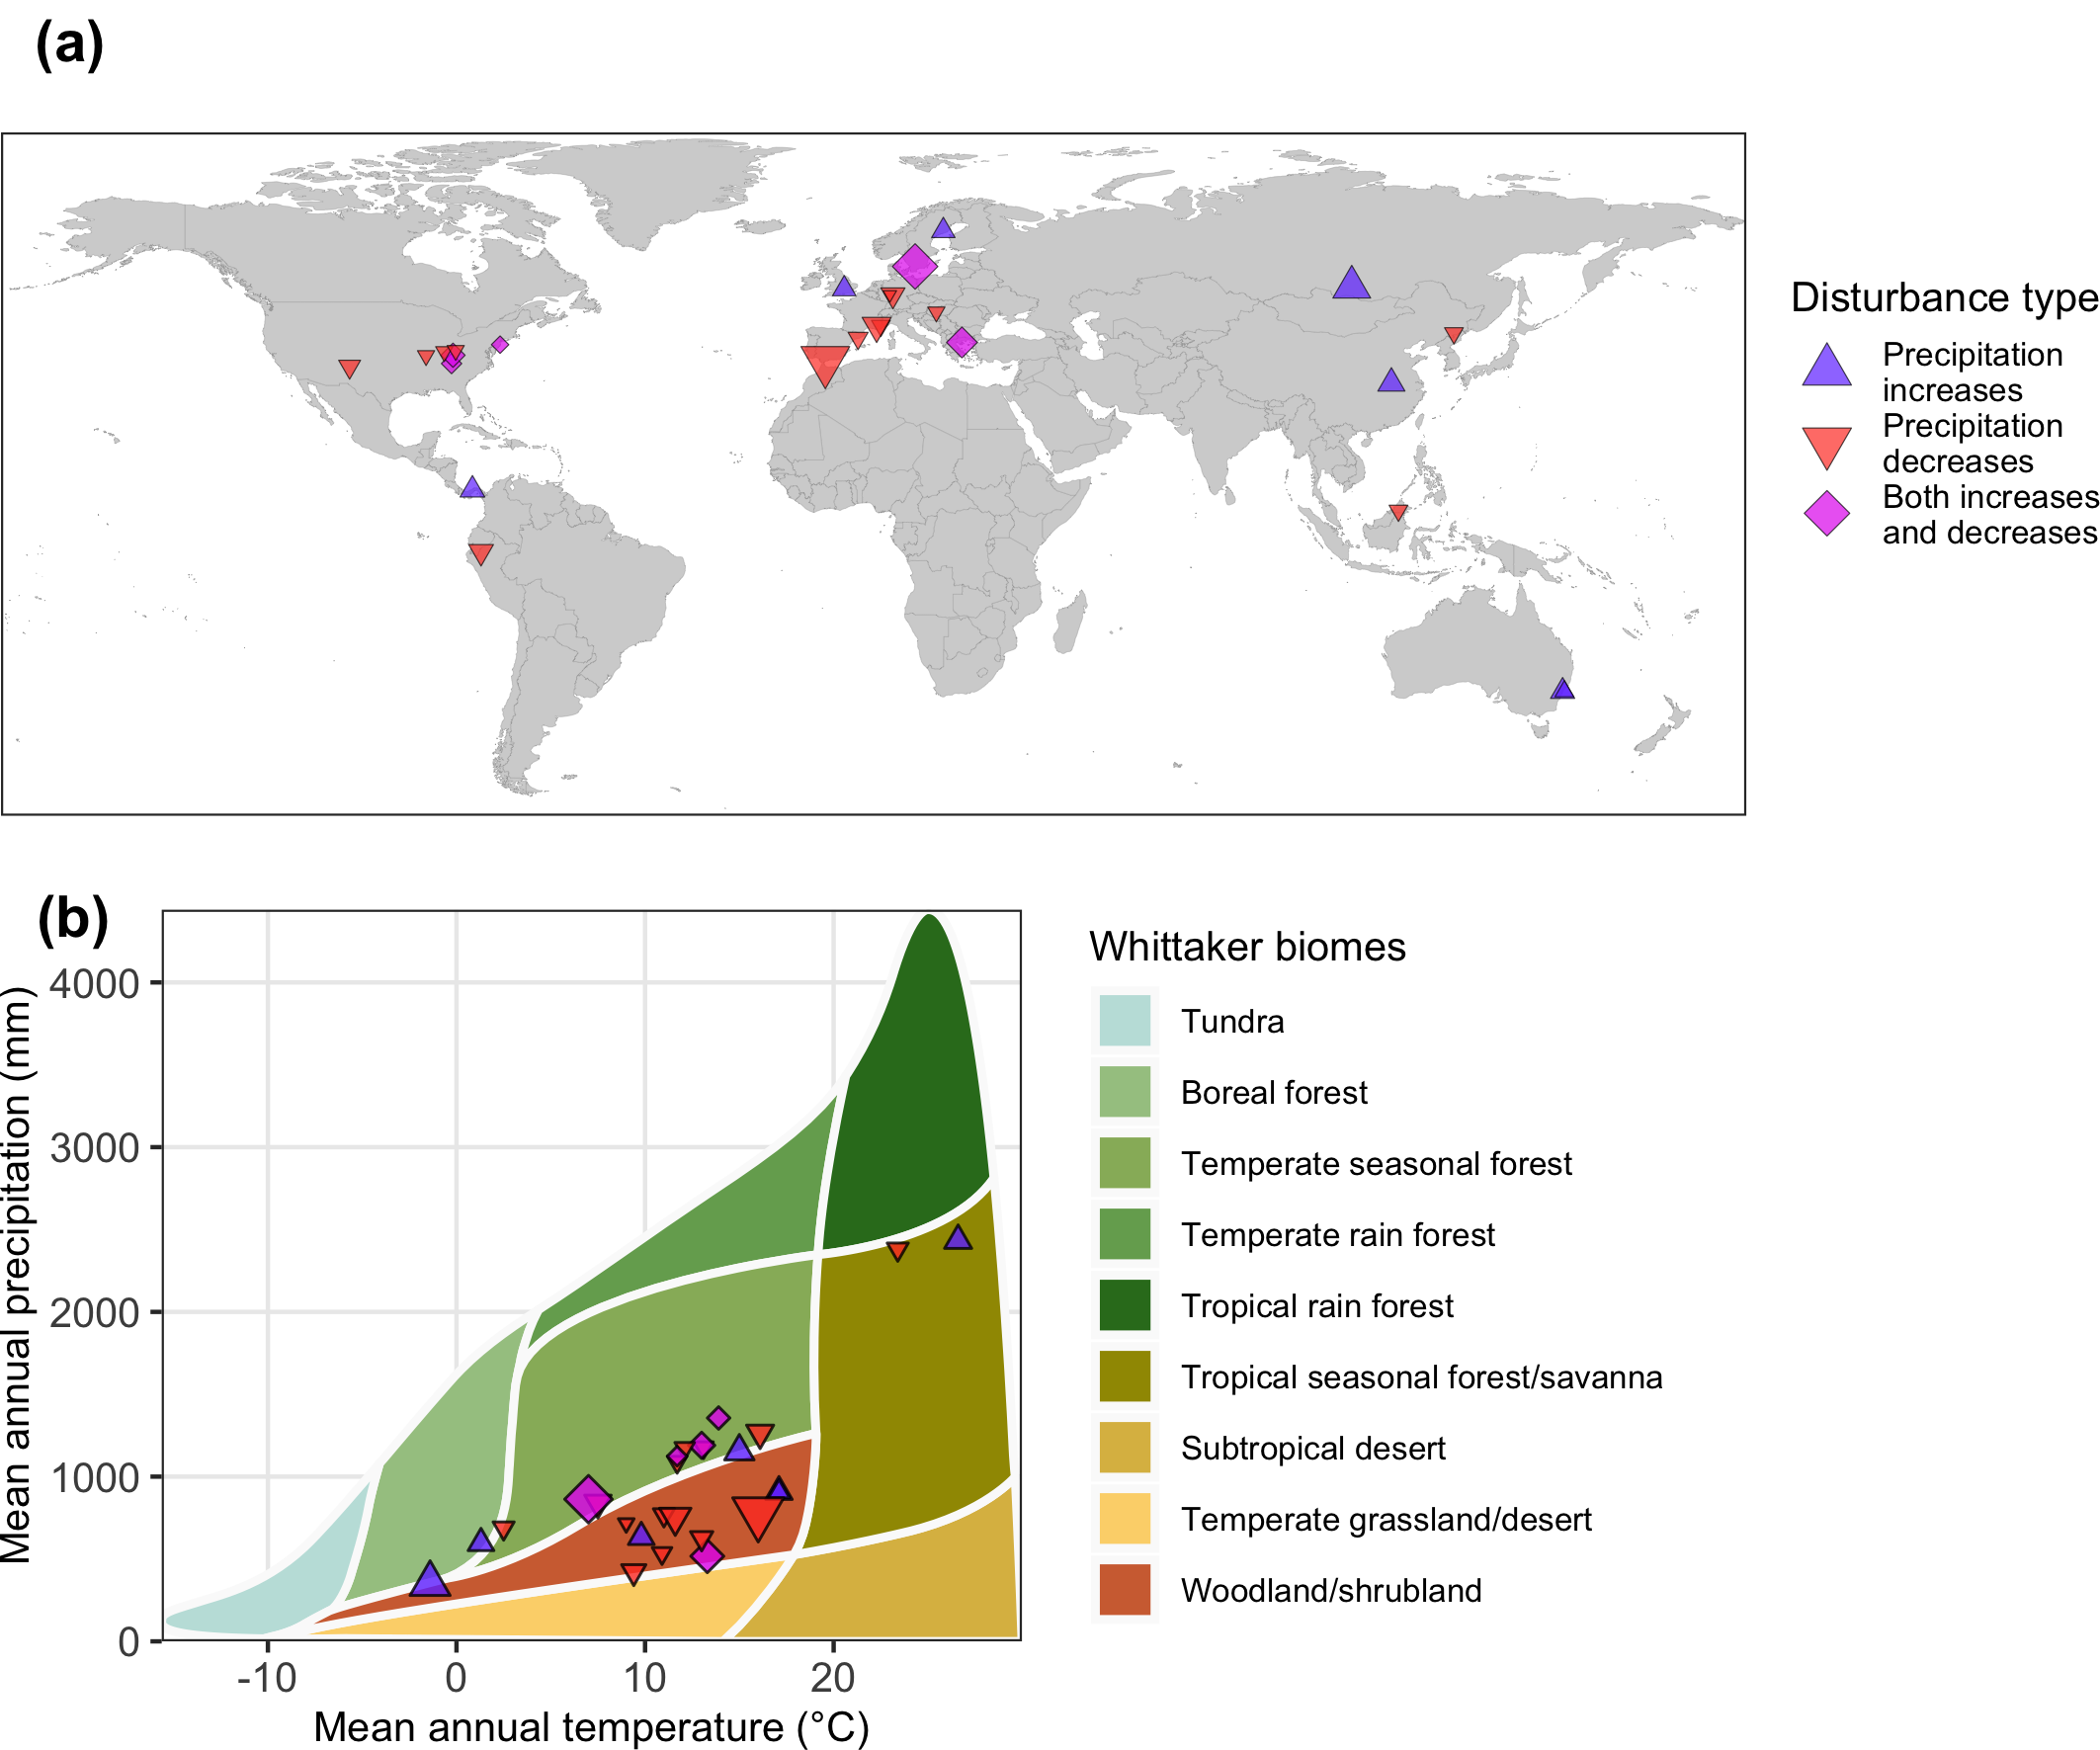 (a)
Disturbance type
Precipitation
increases
Precipitation
decreases
Both increases
and decreases
(b)
Mean annual precipitation (mm)
4000
3000
2000
1000
0
-10
0
10
20
Mean annual temperature (°C)
Whittaker biomes
Tundra
Boreal forest
Temperate seasonal forest
Temperate rain forest
Tropical rain forest
Tropical seasonal forest/savanna
Subtropical desert
Temperate grassland/desert
Woodland/shrubland